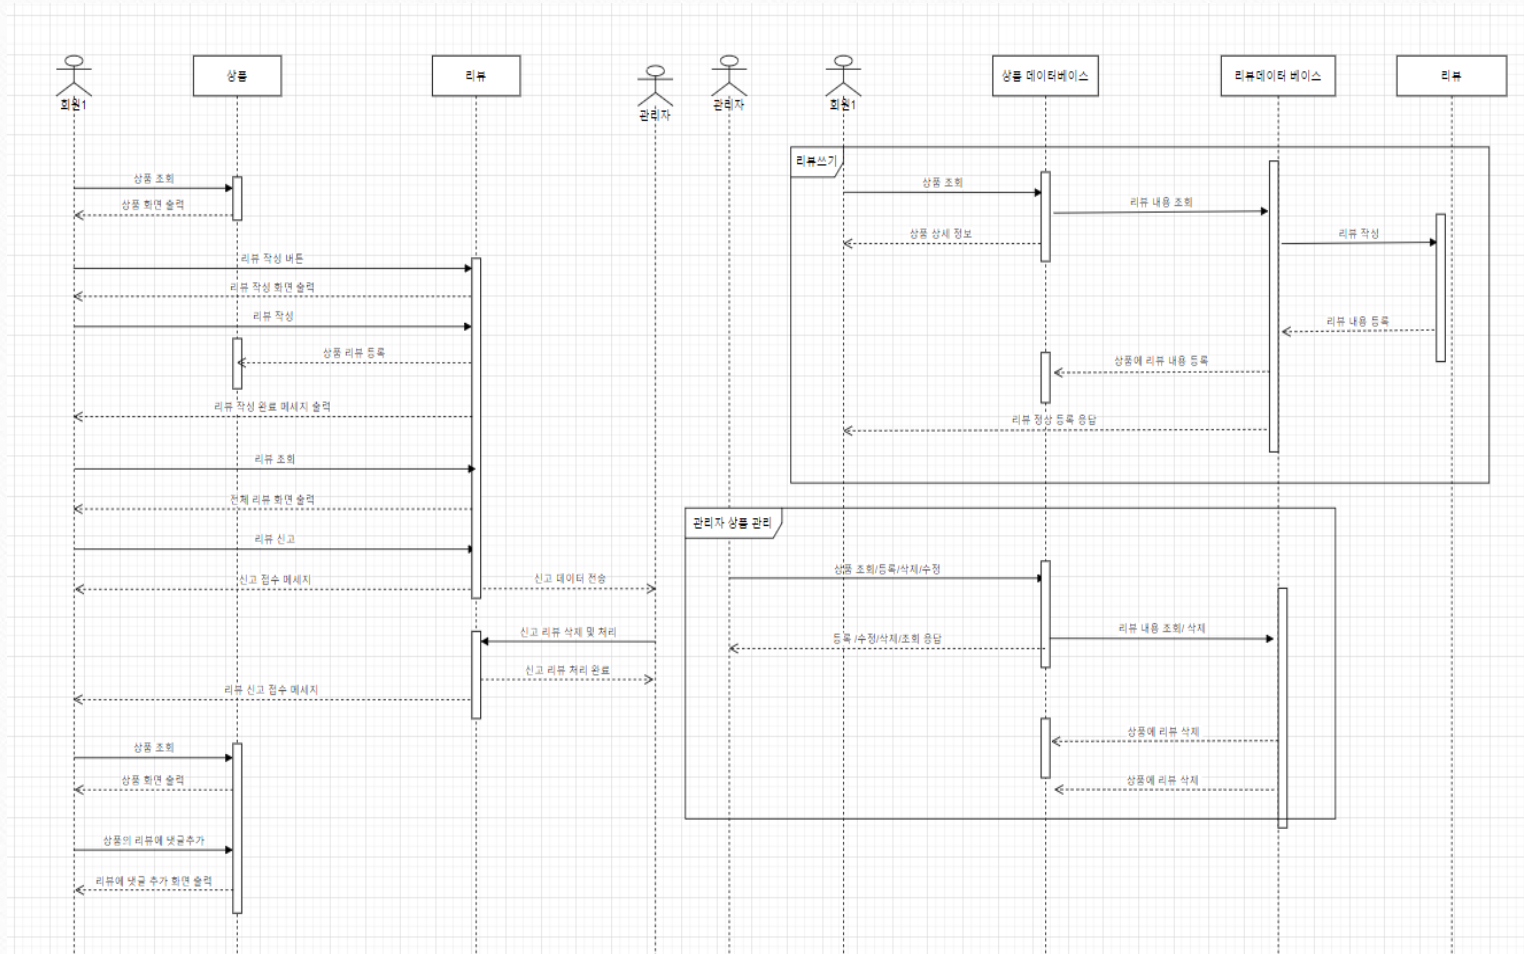 회원1
상품
리뷰
관리자
관리자
회원1
상품 데이터베이스
리뷰데이터 베이스
리뷰
상품 조회
상품 화면 출력
리뷰 작성 버튼
리뷰 작성 화면 출력
리뷰 작성
상품 리뷰 등록
리뷰 작성 완료 메세지 출력
리뷰 조회
전체 리뷰 화면 출력
리뷰 신고
신고 접수 메세지
신고 데이터 전송
신고 리뷰 삭제 및 처리
신고 리뷰 처리 완료
리뷰 신고 접수 메세지
상품 조회
상품 화면 출력
상품의 리뷰에 댓글추가
리뷰에 댓글 추가 화면 출력
리뷰쓰기
상품 조회
리뷰 내용 조회
상품 상세 정보
리뷰 작성
리뷰 내용 등록
상품에 리뷰 내용 등록
리뷰 정상 등록 응답
관리자 상품 관리
상품 조회/등록/삭제/수정
리뷰 내용 조회/ 삭제
등록 /수정/삭제/조회 응답
상품에 리뷰 삭제
상품에 리뷰 삭제